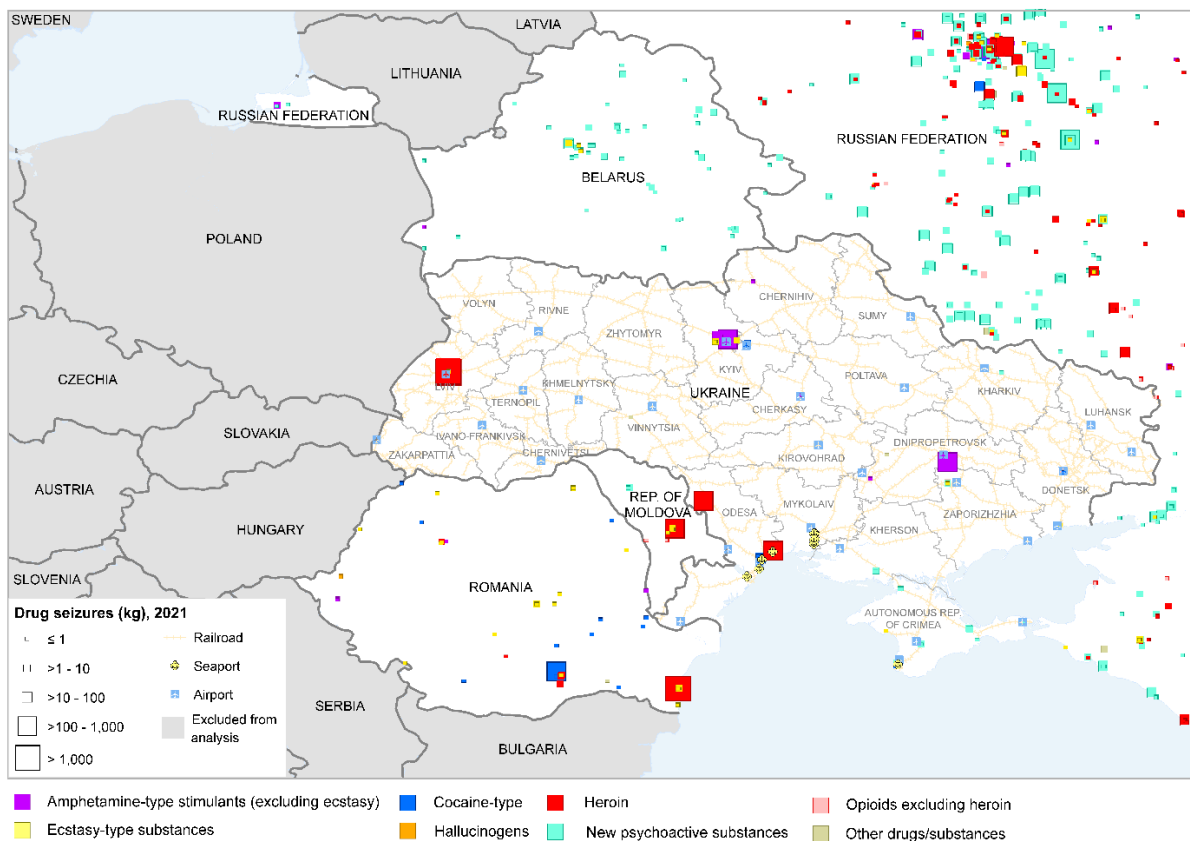 SWEDEN
LATVIA
LITHUANIA
RUSSIAN FEDERATION
RUSSIAN FEDERATION
BELARUS
POLAND
VOLYN
RIVNE
ZHYTOMYR
CHERNIHIV
SUMY
KYIV
LVIV
TERNOPIL
KHMELNYTSKY
UKRAINE
POLTAVA
KHARKIV
LUHANSK
CZECHIA
SLOVAKIA
IVANO-FRANKIVSK
ZAKARPATTIA
CHERNIVETSI
VINNYTSIA
CHERKASY
KIROVOHRAD
DNIPROPETROVSK
DONETSK
AUSTRIA
HUNGARY
REP. OF
MOLDOVA
ODESA
MYKOLAIV
KHERSON
ZAPORIZHZHIA
SLOVENIA
ROMANIA
AUTONOMOUS REP.
OF CRIMEA
SERBIA
BULGARIA
Drug seizures (kg), 2021
≤ 1
>1 - 10
>10 - 100
>100 - 1,000
> 1,000
Railroad
Seaport
Airport
Excluded from
analysis
Amphetamine-type stimulants (excluding ecstasy)
Cocaine-type
Heroin
Opioids excluding heroin
Ecstasy-type substances
Hallucinogens
New psychoactive substances
Other drugs/substances